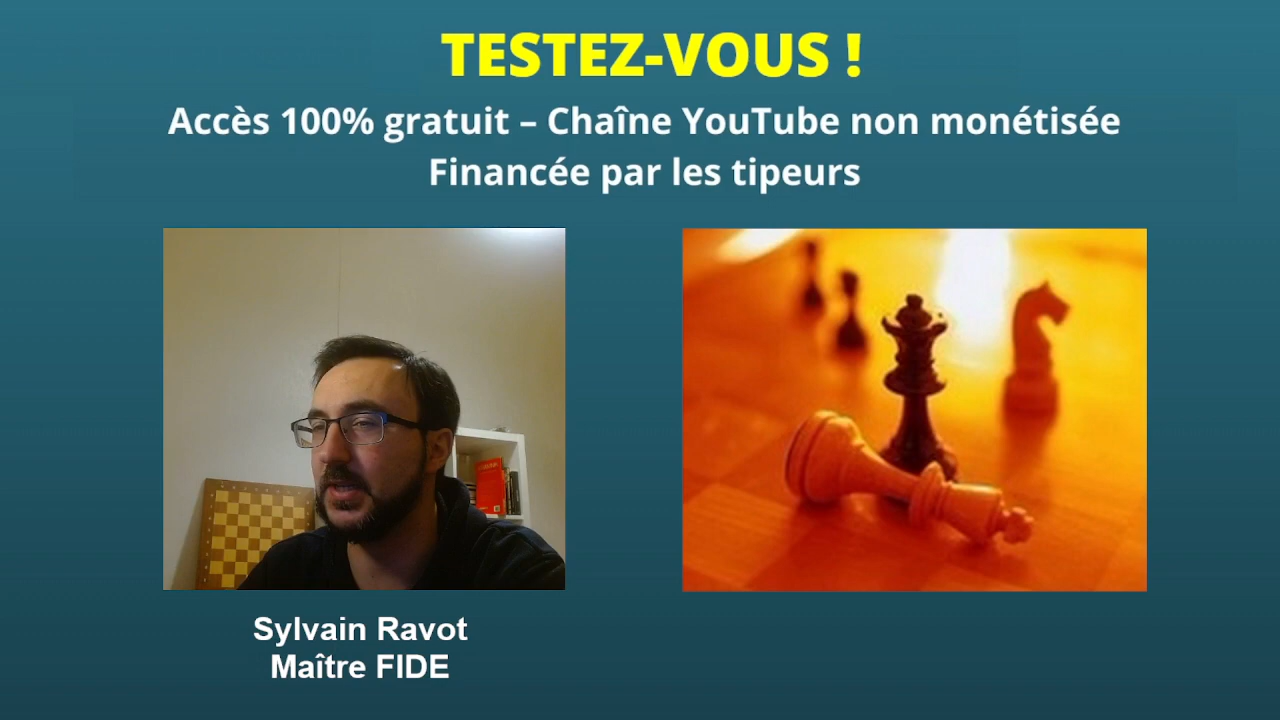 TESTEZ-VOUS !
Accès 100% gratuit – Chaîne YouTube non monétisée
Financée par les tipeurs
Sylvain Ravot
Maître FIDE